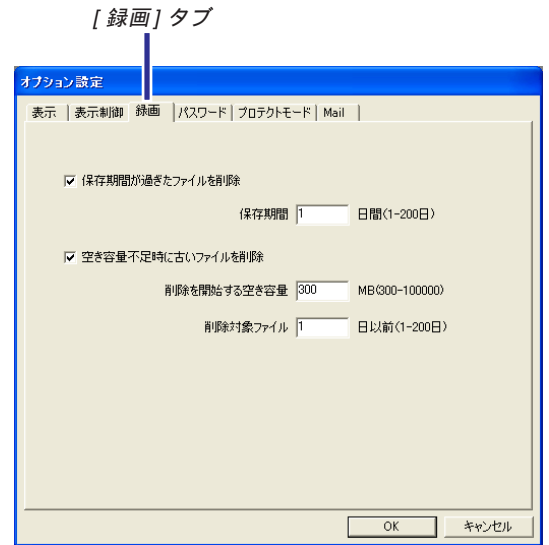 [ 録画 ] タブ
オプション設定
表示 表示制御 録画 パスワード プロテクトモード Mail
保存期間が過ぎたファイルを削除
保存期間 1 日間(1-200日)
空き容量不足時に古いファイルを削除
削除を開始する空き容量 300 MB(300-100000)
削除対象ファイル 1 日以前(1-200日)
OK キャンセル